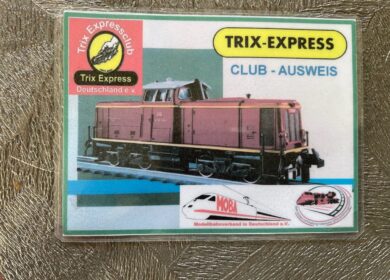 Trix Expressclub
Trix Express
Deutschland e.v.
TRIX-EXPRESS
CLUB - AUSWEIS
MOBA
Modellbahnverband in Deutschland e.V.